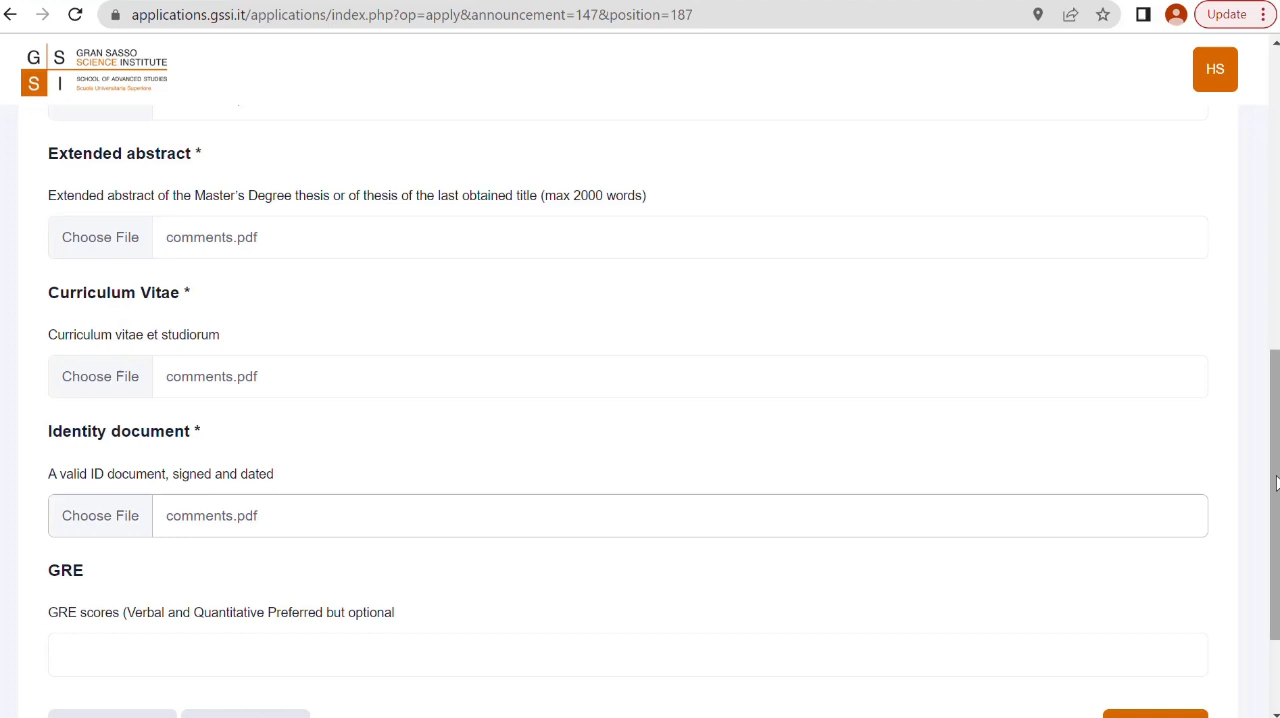 applications.gssi.it/applications/index.php?op=apply&announcement=147&position=187
Update
G S S I
GRAN SASSO
SCIENCE INSTITUTE
SCHOOL OF ADVANCED STUDIES
Scuola Universitaria Superiore
HS
Extended abstract *
Extended abstract of the Master's Degree thesis or of thesis of the last obtained title (max 2000 words)
Choose File comments.pdf
Curriculum Vitae *
Curriculum vitae et studiorum
Choose File comments.pdf
Identity document *
A valid ID document, signed and dated
Choose File comments.pdf
GRE
GRE scores (Verbal and Quantitative Preferred but optional